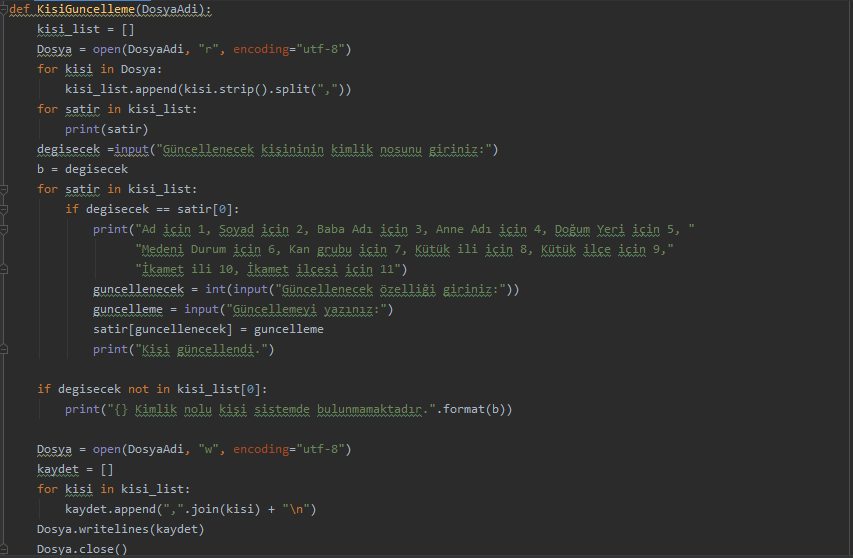 def KisiGuncelleme(DosyaAdi):
    kisi_list = []
    Dosya = open(DosyaAdi, "r", encoding="utf-8")
    for kisi in Dosya:
        kisi_list.append(kisi.strip().split(","))
    for satir in kisi_list:
        print(satir)
    degisecek =input("Güncellenecek kişininin kimlik nosunu giriniz:")
    b = degisecek
    for satir in kisi_list:
        if degisecek == satir[0]:
            print("Ad için 1, Soyad için 2, Baba Adı için 3, Anne Adı için 4, Doğum Yeri için 5, "
                  "Medeni Durum için 6, Kan grubu için 7, Kütük ili için 8, Kütük ilçe için 9,"
                  "İkamet ili 10, İkamet ilçesi için 11")
            guncellenecek = int(input("Güncellenecek özelliği giriniz:"))
            guncelleme = input("Güncellemeyi yazınız:")
            satir[guncellenecek] = guncelleme
            print("Kişi güncellendi.")
    if degisecek not in kisi_list[0]:
        print("{} Kimlik nolu kişi sistemde bulunmamaktadır.".format(b))
    Dosya = open(DosyaAdi, "w", encoding="utf-8")
    kaydet = []
    for kisi in kisi_list:
        kaydet.append(",".join(kisi) + "\n")
    Dosya.writelines(kaydet)
    Dosya.close()